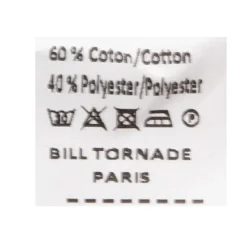 60 % Coton/Cotton
40 % Polyester/Polyester
BILL TORNADE
PARIS